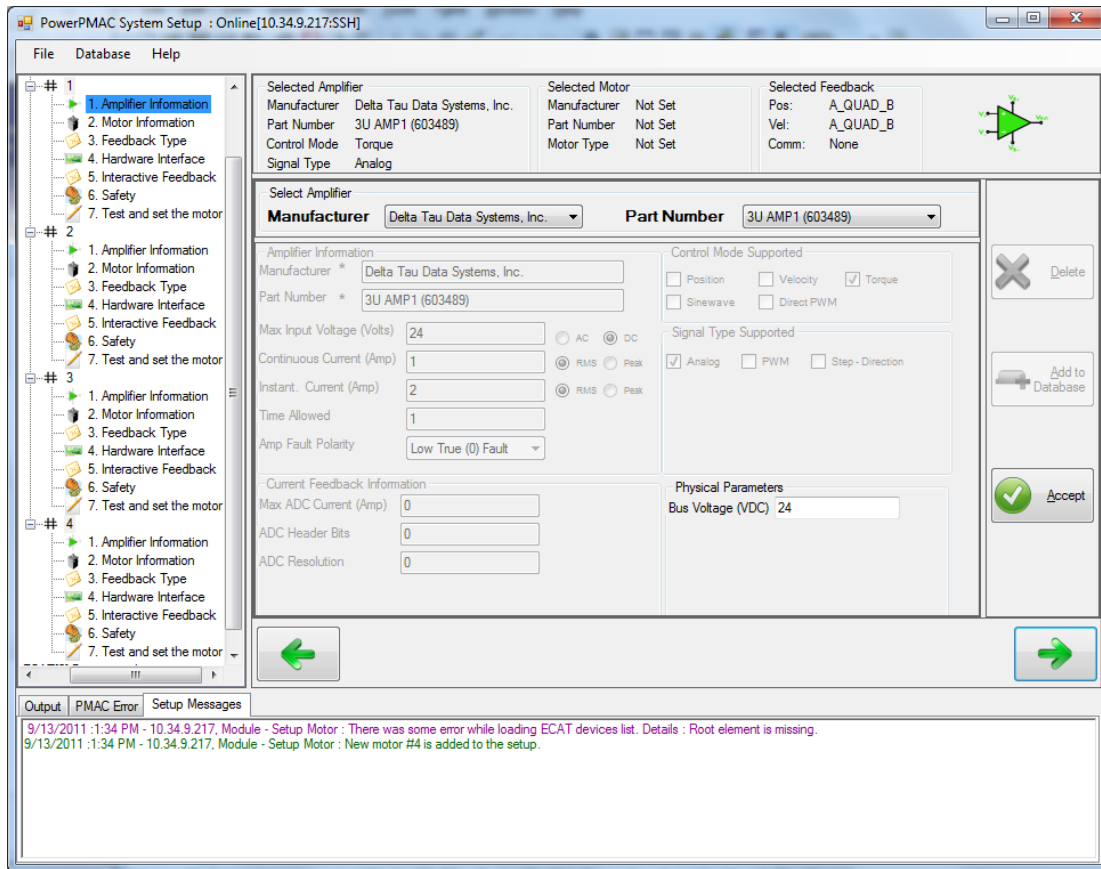 PowerPMAC System Setup : Online[10.34.9.217:SSH]
File Database Help
# 1
1. Amplifier Information
2. Motor Information
3. Feedback Type
4. Hardware Interface
5. Interactive Feedback
6. Safety
7. Test and set the motor
# 2
1. Amplifier Information
2. Motor Information
3. Feedback Type
4. Hardware Interface
5. Interactive Feedback
6. Safety
7. Test and set the motor
# 3
1. Amplifier Information
2. Motor Information
3. Feedback Type
4. Hardware Interface
5. Interactive Feedback
6. Safety
7. Test and set the motor
# 4
1. Amplifier Information
2. Motor Information
3. Feedback Type
4. Hardware Interface
5. Interactive Feedback
6. Safety
7. Test and set the motor
Selected Amplifier
Manufacturer Delta Tau Data Systems, Inc.
Part Number 3U AMP1 (603489)
Control Mode Torque
Signal Type Analog
Selected Motor
Manufacturer Not Set
Part Number Not Set
Motor Type Not Set
Selected Feedback
Pos: A_QUAD_B
Vel: A_QUAD_B
Comm: None
Select Amplifier
Manufacturer Delta Tau Data Systems, Inc. Part Number 3U AMP1 (603489)
Amplifier Information
Manufacturer * Delta Tau Data Systems, Inc.
Part Number * 3U AMP1 (603489)
Max Input Voltage (Volts) 24 AC DC
Continuous Current (Amp) 1 RMS Peak
Instant. Current (Amp) 2 RMS Peak
Time Allowed 1
Amp Fault Polarity Low True (0) Fault
Control Mode Supported
Position Velocity Torque
Sinewave Direct PWM
Signal Type Supported
Analog PWM Step - Direction
Current Feedback Information
Max ADC Current (Amp) 0
ADC Header Bits 0
ADC Resolution 0
Physical Parameters
Bus Voltage (VDC) 24
Delete
Add to
Database
Accept
Output PMAC Error Setup Messages
9/13/2011 :1:34 PM - 10.34.9.217, Module - Setup Motor : There was some error while loading ECAT devices list. Details : Root element is missing.
9/13/2011 :1:34 PM - 10.34.9.217, Module - Setup Motor : New motor #4 is added to the setup.